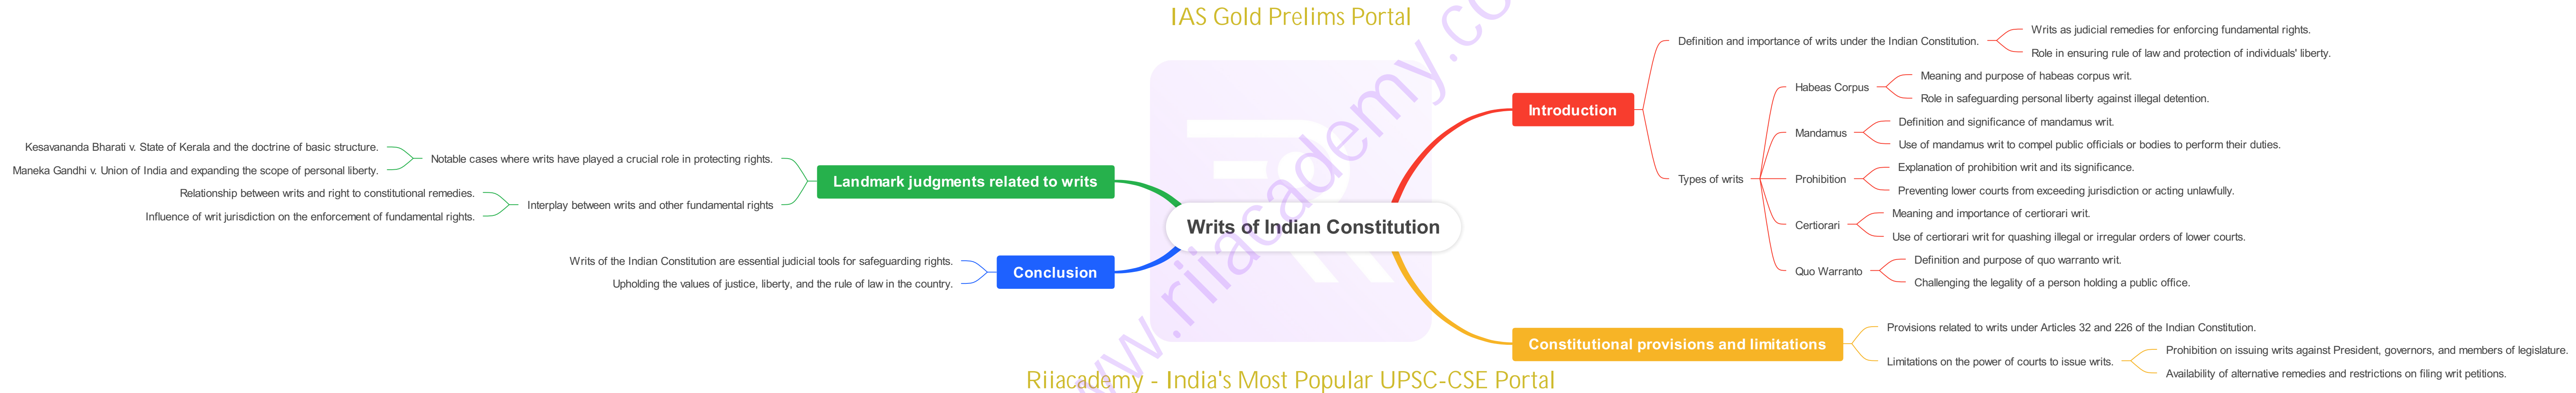 IAS Gold Prelims Portal
Writs of Indian Constitution
Introduction
Definition and importance of writs under the Indian Constitution.
Writs as judicial remedies for enforcing fundamental rights.
Role in ensuring rule of law and protection of individuals' liberty.
Types of writs
Habeas Corpus
Meaning and purpose of habeas corpus writ.
Role in safeguarding personal liberty against illegal detention.
Mandamus
Definition and significance of mandamus writ.
Use of mandamus writ to compel public officials or bodies to perform their duties.
Prohibition
Explanation of prohibition writ and its significance.
Preventing lower courts from exceeding jurisdiction or acting unlawfully.
Certiorari
Meaning and importance of certiorari writ.
Use of certiorari writ for quashing illegal or irregular orders of lower courts.
Quo Warranto
Definition and purpose of quo warranto writ.
Challenging the legality of a person holding a public office.
Constitutional provisions and limitations
Provisions related to writs under Articles 32 and 226 of the Indian Constitution.
Limitations on the power of courts to issue writs.
Prohibition on issuing writs against President, governors, and members of legislature.
Availability of alternative remedies and restrictions on filing writ petitions.
Landmark judgments related to writs
Notable cases where writs have played a crucial role in protecting rights.
Kesavananda Bharati v. State of Kerala and the doctrine of basic structure.
Maneka Gandhi v. Union of India and expanding the scope of personal liberty.
Interplay between writs and other fundamental rights
Relationship between writs and right to constitutional remedies.
Influence of writ jurisdiction on the enforcement of fundamental rights.
Conclusion
Writs of the Indian Constitution are essential judicial tools for safeguarding rights.
Upholding the values of justice, liberty, and the rule of law in the country.
www.riiacademy.co
Riiacademy - India's Most Popular UPSC-CSE Portal